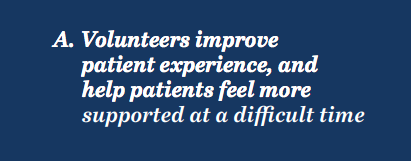 A. Volunteers improve
patient experience, and
help patients feel more
supported at a difficult time